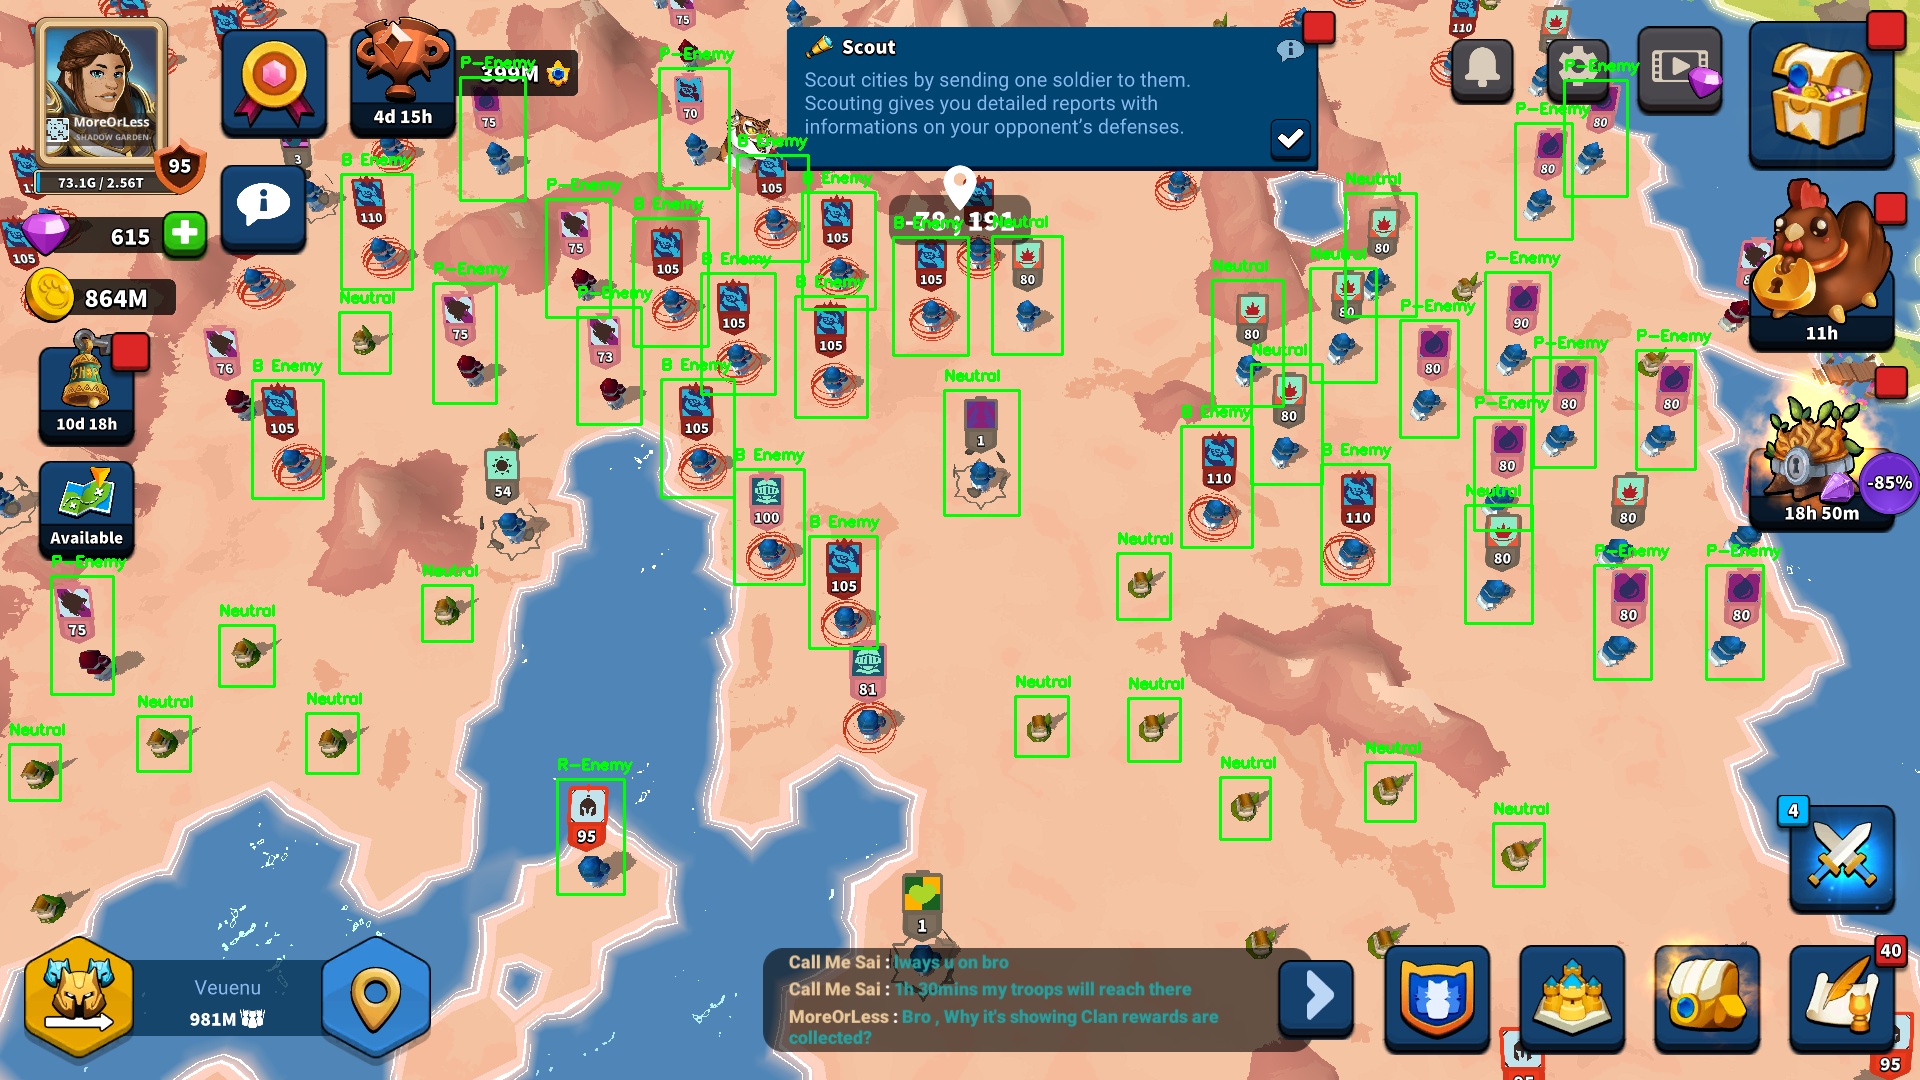 Scout
Scout cities by sending one soldier to them.
Scouting gives you detailed reports with
informations on your opponent's defenses.
MoreOrLess
-SHADOW GARDEN-
95
73.1G / 2.56T
4d 15h
399M
615
864M
10d 18h
Available
11h
-85%
18h 50m
4
40
Veuenu
981M
Call Me Sai : lways u on bro
Call Me Sai : 1h 30mins my troops will reach there
MoreOrLess : Bro , Why it's showing Clan rewards are
collected?
P-Enemy
75
P-Enemy
70
B Enemy
105
B Enemy
110
P-Enemy
75
B Enemy
105
B Enemy
105
B Enemy
105
Neutral
80
Neutral
80
P-Enemy
80
P-Enemy
80
Neutral
P-Enemy
75
P-Enemy
73
B Enemy
105
B Enemy
105
Neutral
80
Neutral
80
P-Enemy
90
P-Enemy
80
76
B Enemy
105
B Enemy
105
Neutral
1
Neutral
80
P-Enemy
80
P-Enemy
80
54
B Enemy
100
B Enemy
110
B Enemy
110
P-Enemy
80
80
Neutral
80
P-Enemy
75
Neutral
Neutral
B Enemy
105
Neutral
P-Enemy
80
P-Enemy
80
81
Neutral
Neutral
Neutral
Neutral
Neutral
R-Enemy
95
Neutral
Neutral
Neutral
1
95